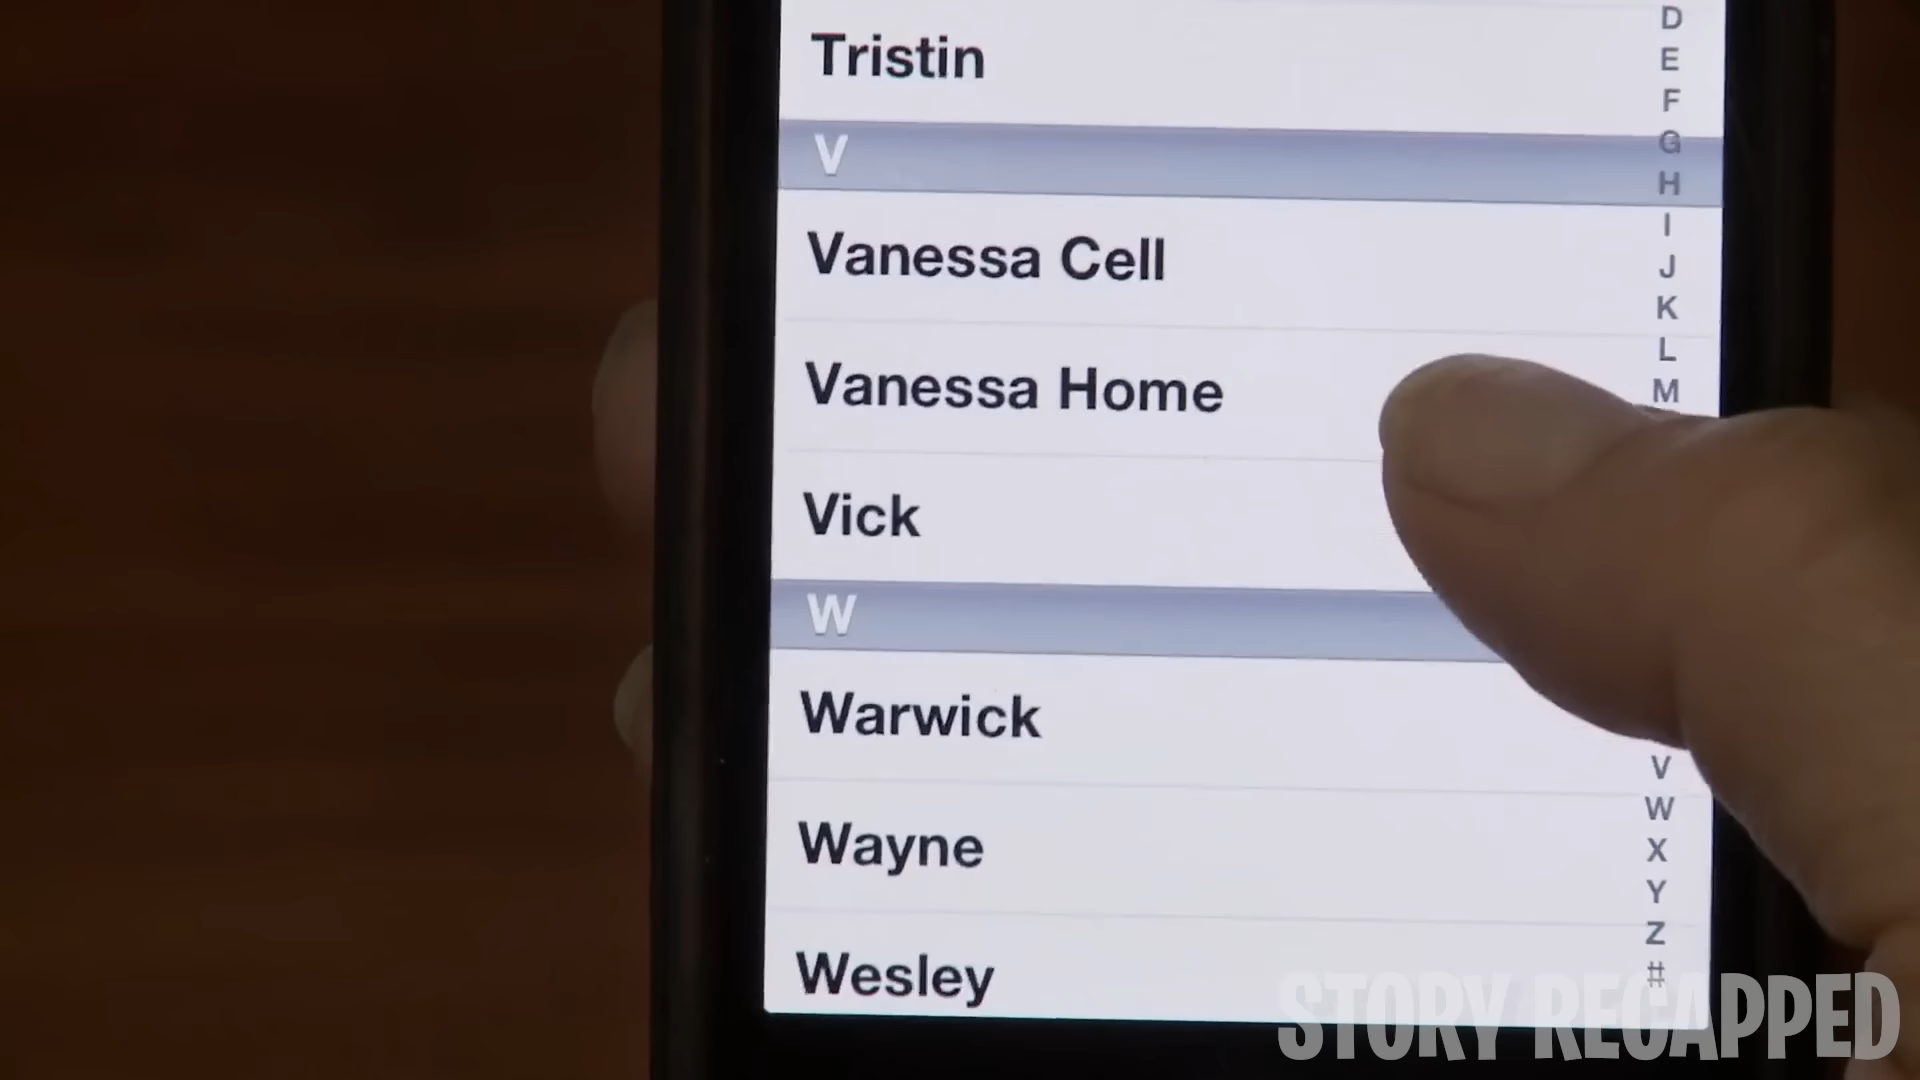 Tristin
V
Vanessa Cell
Vanessa Home
Vick
W
Warwick
Wayne
Wesley
D
E
F
G
H
I
J
K
L
M
V
W
X
Y
Z
#
STORY RECAPPED